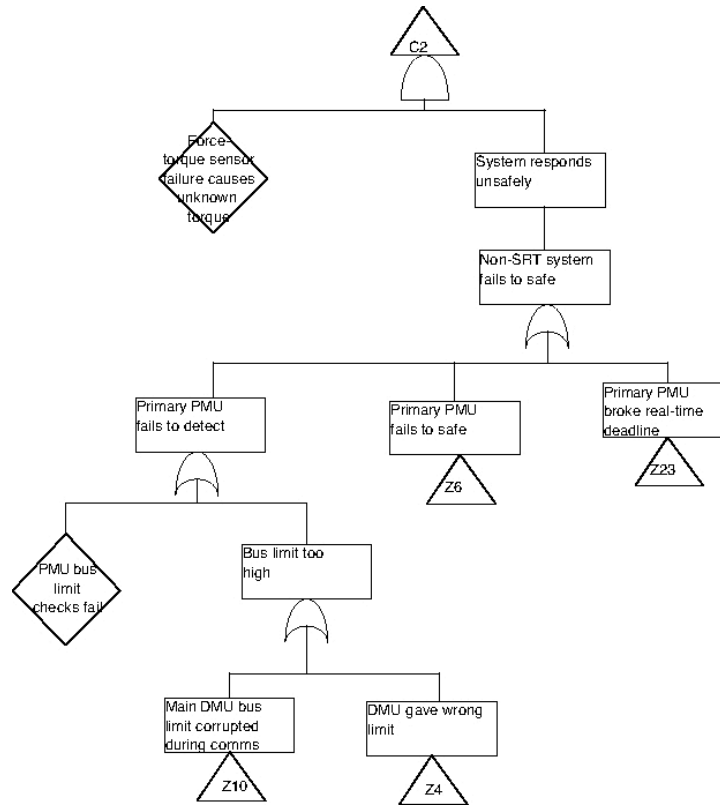 C2
Force-
torque sensor
failure causes
unknown
torque
System responds
unsafely
Non-SRT system
fails to safe
Primary PMU
fails to detect
Primary PMU
fails to safe
Primary PMU
broke real-time
deadline
Z6
Z23
PMU bus
limit
checks fail
Bus limit too
high
Main DMU bus
limit corrupted
during comms
DMU gave wrong
limit
Z10
Z4